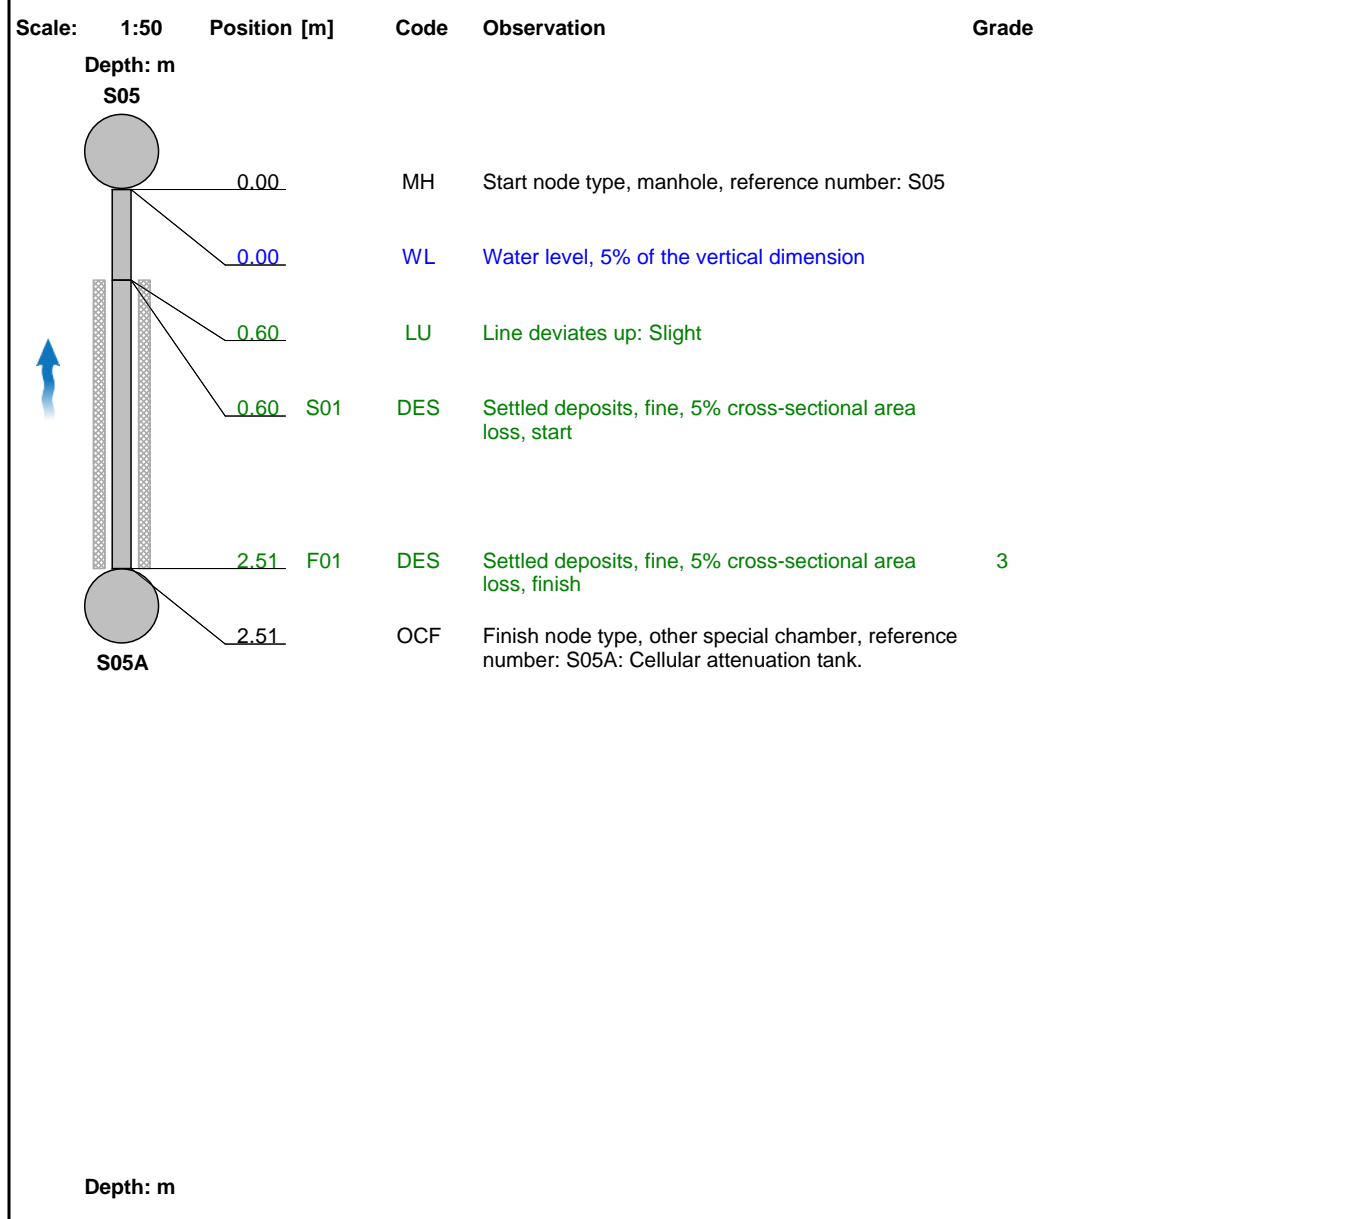 Scale: 1:50 Position [m] Code Observation Grade
Depth: m
S05
0.00 MH Start node type, manhole, reference number: S05
0.00 WL Water level, 5% of the vertical dimension
0.60 LU Line deviates up: Slight
0.60 S01 DES Settled deposits, fine, 5% cross-sectional area
loss, start
2.51 F01 DES Settled deposits, fine, 5% cross-sectional area 3
loss, finish
2.51 OCF Finish node type, other special chamber, reference
number: S05A: Cellular attenuation tank.
S05A
Depth: m